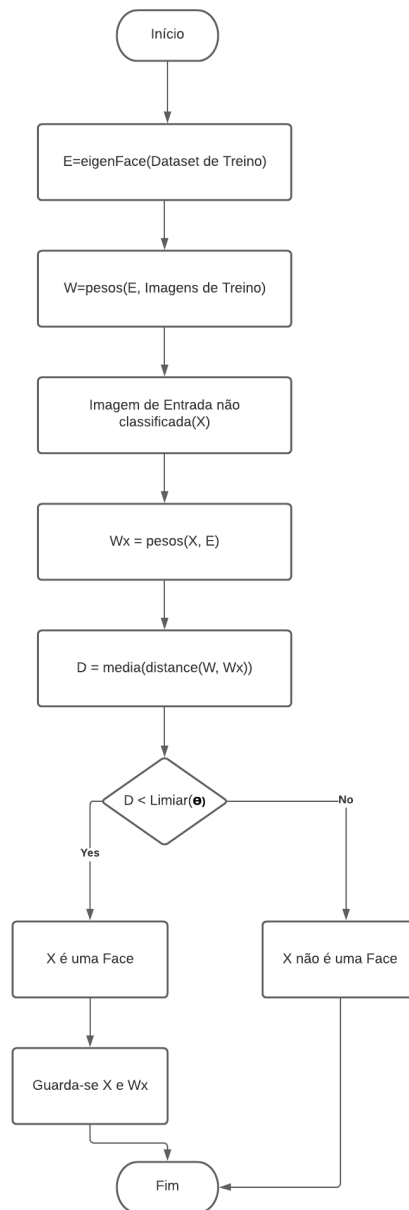 Início
E=eigenFace(Dataset de Treino)
W=pesos(E, Imagens de Treino)
Imagem de Entrada não
classificada(X)
Wx = pesos(X, E)
D = media(distance(W, Wx))
D < Limiar(ɵ)
No
Yes
X é uma Face
X não é uma Face
Guarda-se X e Wx
Fim